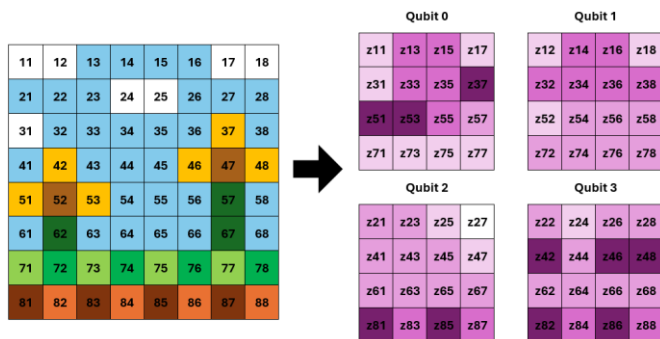 Qubit 0 Qubit 1
11 12 13 14 15 16 17 18
21 22 23 24 25 26 27 28
31 32 33 34 35 36 37 38
41 42 43 44 45 46 47 48
51 52 53 54 55 56 57 58
61 62 63 64 65 66 67 68
71 72 73 74 75 76 77 78
81 82 83 84 85 86 87 88
z11 z13 z15 z17
z31 z33 z35 z37
z51 z53 z55 z57
z71 z73 z75 z77
z12 z14 z16 z18
z32 z34 z36 z38
z52 z54 z56 z58
z72 z74 z76 z78
Qubit 2 Qubit 3
z21 z23 z25 z27
z41 z43 z45 z47
z61 z63 z65 z67
z81 z83 z85 z87
z22 z24 z26 z28
z42 z44 z46 z48
z62 z64 z66 z68
z82 z84 z86 z88